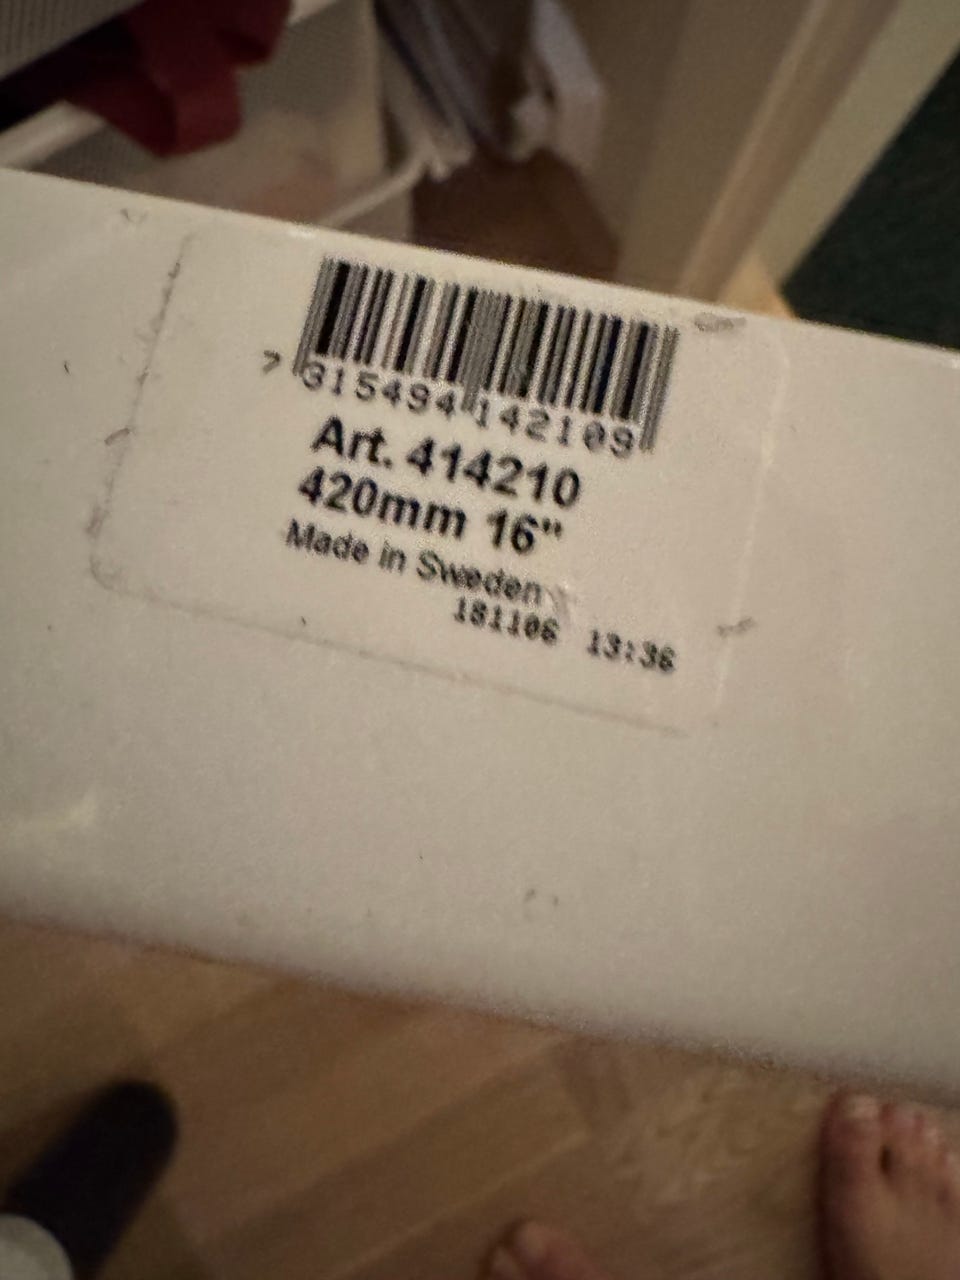 7 315494 142109
Art. 414210
420mm 16"
Made in Sweden
181106 13:36